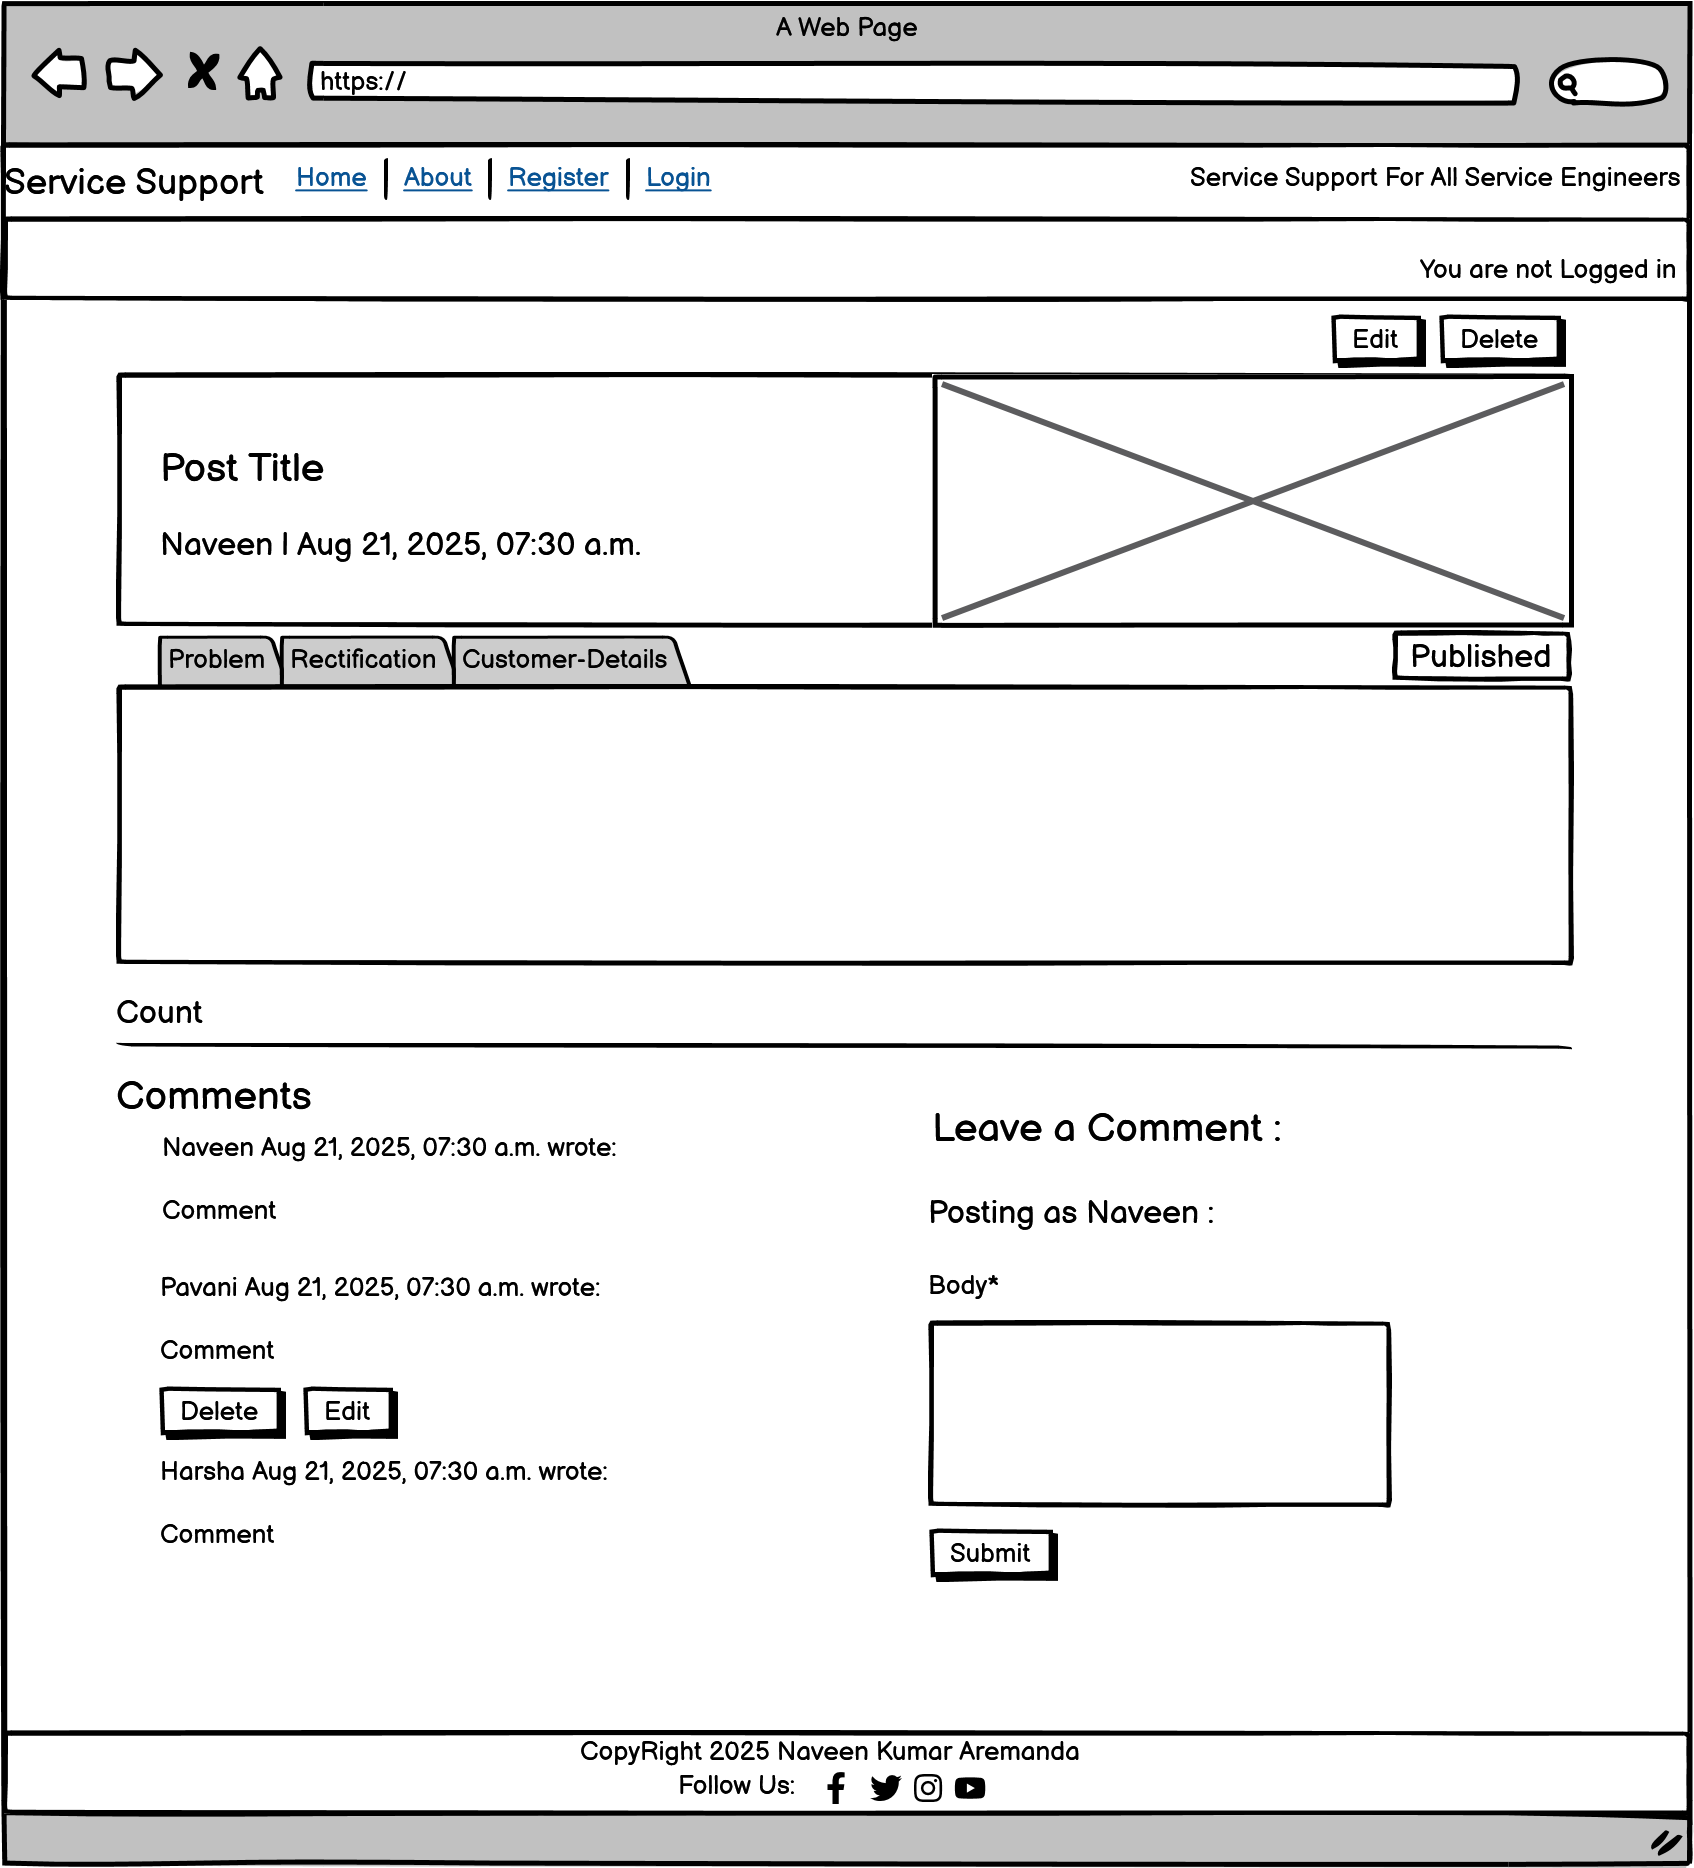 A Web Page
https://
Service Support Home About Register Login Service Support For All Service Engineers
You are not Logged in
Edit Delete
Post Title
Naveen | Aug 21, 2025, 07:30 a.m.
Problem Rectification Customer-Details Published
Count
Comments
Naveen Aug 21, 2025, 07:30 a.m. wrote:
Comment
Pavani Aug 21, 2025, 07:30 a.m. wrote:
Comment
Delete Edit
Harsha Aug 21, 2025, 07:30 a.m. wrote:
Comment
Leave a Comment :
Posting as Naveen :
Body*
Submit
CopyRight 2025 Naveen Kumar Aremanda
Follow Us: